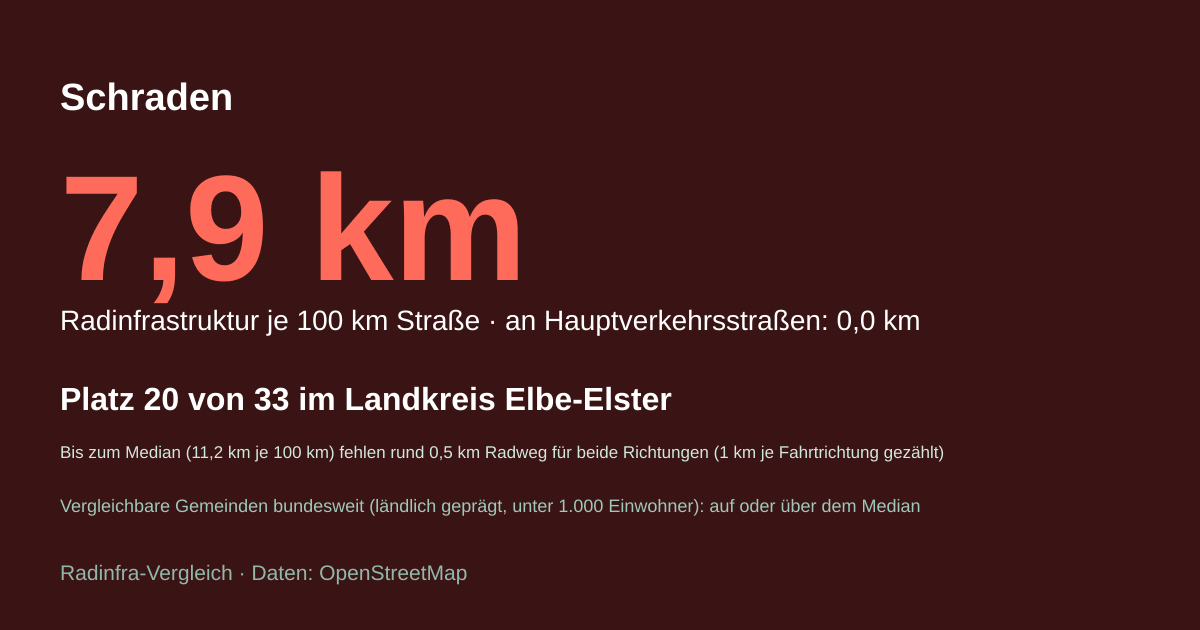 Schraden
7,9 km
Radinfrastruktur je 100 km Straße · an Hauptverkehrsstraßen: 0,0 km
Platz 20 von 33 im Landkreis Elbe-Elster
Bis zum Median (11,2 km je 100 km) fehlen rund 0,5 km Radweg für beide Richtungen (1 km je Fahrtrichtung gezählt)
Vergleichbare Gemeinden bundesweit (ländlich geprägt, unter 1.000 Einwohner): auf oder über dem Median
Radinfra-Vergleich · Daten: OpenStreetMap